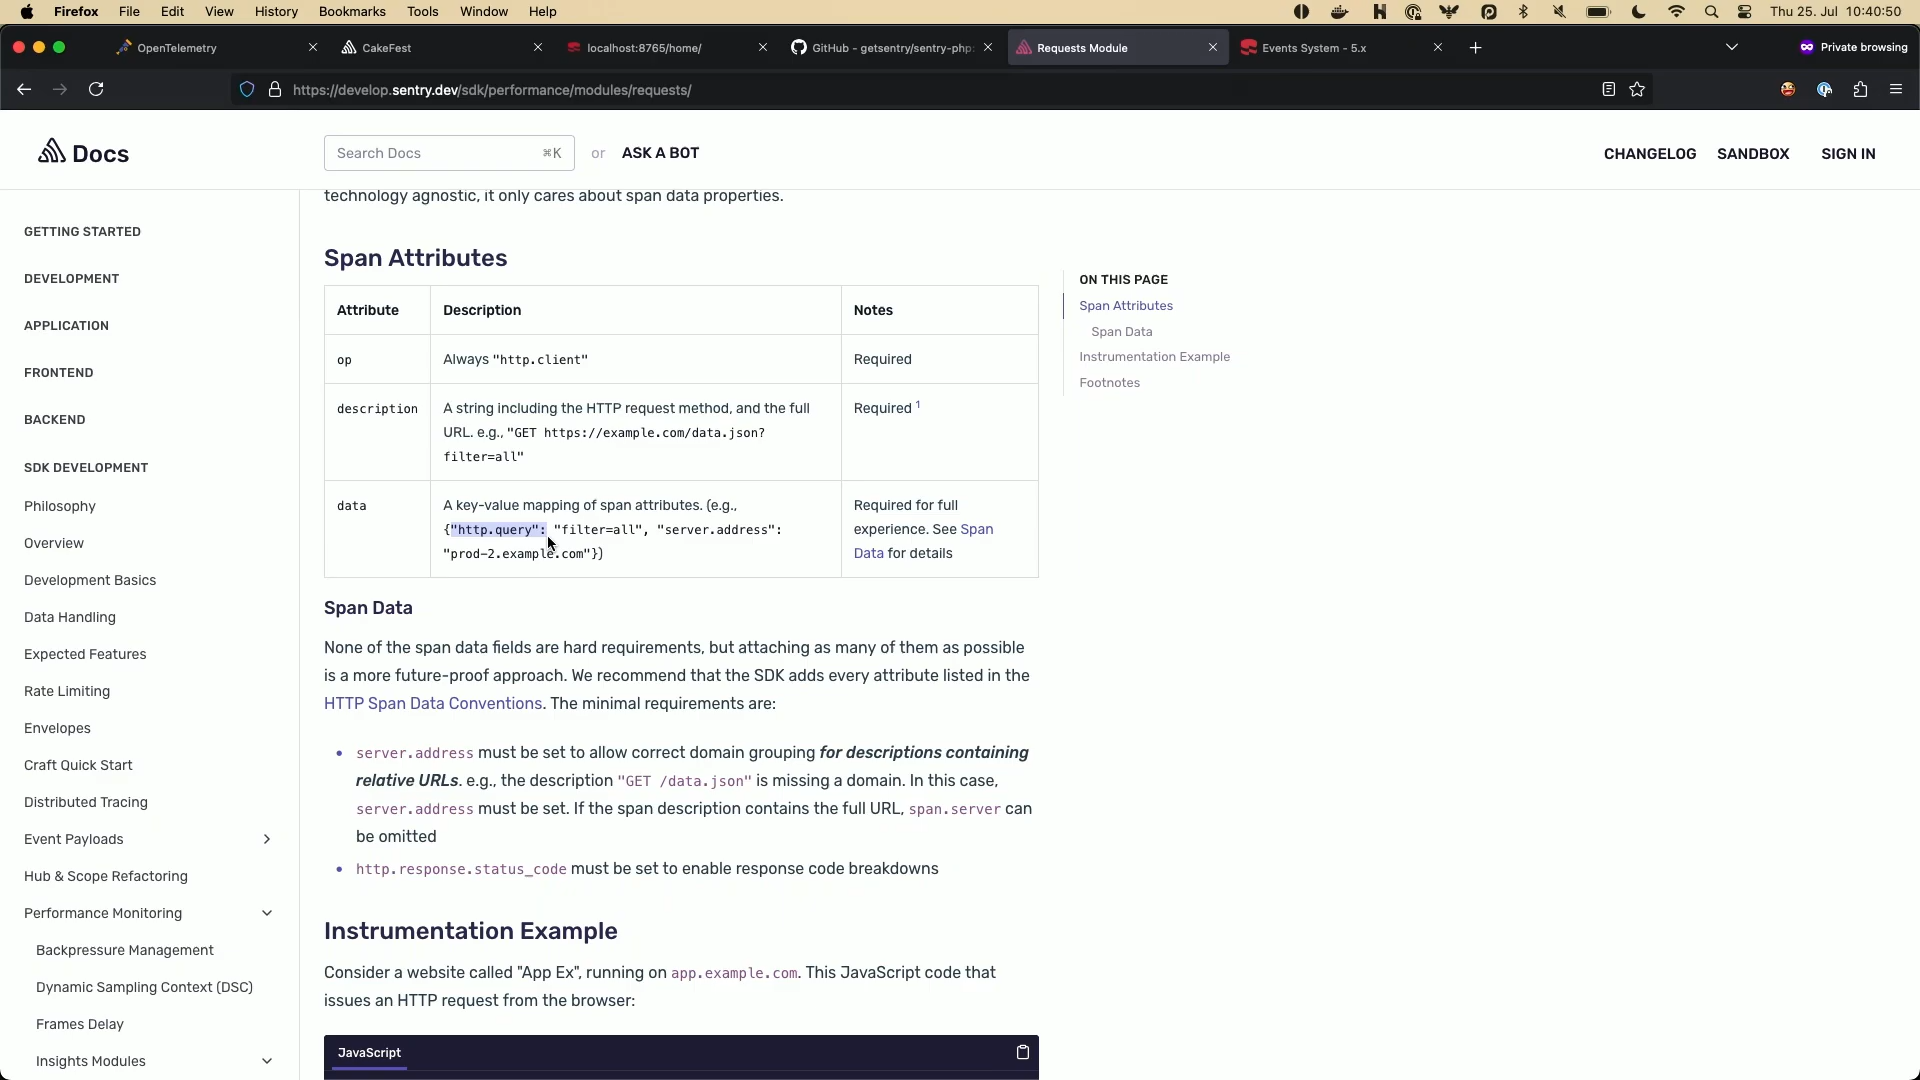 Firefox File Edit View History Bookmarks Tools Window Help Thu 25. Jul 10:40:50
OpenTelemetry CakeFest localhost:8765/home/ GitHub - getsentry/sentry-php: Requests Module Events System - 5.x Private browsing
https://develop.sentry.dev/sdk/performance/modules/requests/
Docs Search Docs ⌘K or ASK A BOT CHANGELOG SANDBOX SIGN IN
GETTING STARTED
DEVELOPMENT
APPLICATION
FRONTEND
BACKEND
SDK DEVELOPMENT
Philosophy
Overview
Development Basics
Data Handling
Expected Features
Rate Limiting
Envelopes
Craft Quick Start
Distributed Tracing
Event Payloads
Hub & Scope Refactoring
Performance Monitoring
Backpressure Management
Dynamic Sampling Context (DSC)
Frames Delay
Insights Modules
technology agnostic, it only cares about span data properties.
Span Attributes
Attribute Description Notes
op Always "http.client" Required
description A string including the HTTP request method, and the full Required 1
URL. e.g., "GET https://example.com/data.json?
filter=all"
data A key-value mapping of span attributes. (e.g., Required for full
{"http.query": "filter=all", "server.address": experience. See Span
"prod-2.example.com"}) Data for details
Span Data
None of the span data fields are hard requirements, but attaching as many of them as possible
is a more future-proof approach. We recommend that the SDK adds every attribute listed in the
HTTP Span Data Conventions. The minimal requirements are:
• server.address must be set to allow correct domain grouping for descriptions containing
relative URLs. e.g., the description "GET /data.json" is missing a domain. In this case,
server.address must be set. If the span description contains the full URL, span.server can
be omitted
• http.response.status_code must be set to enable response code breakdowns
Instrumentation Example
Consider a website called "App Ex", running on app.example.com. This JavaScript code that
issues an HTTP request from the browser:
JavaScript
ON THIS PAGE
Span Attributes
Span Data
Instrumentation Example
Footnotes